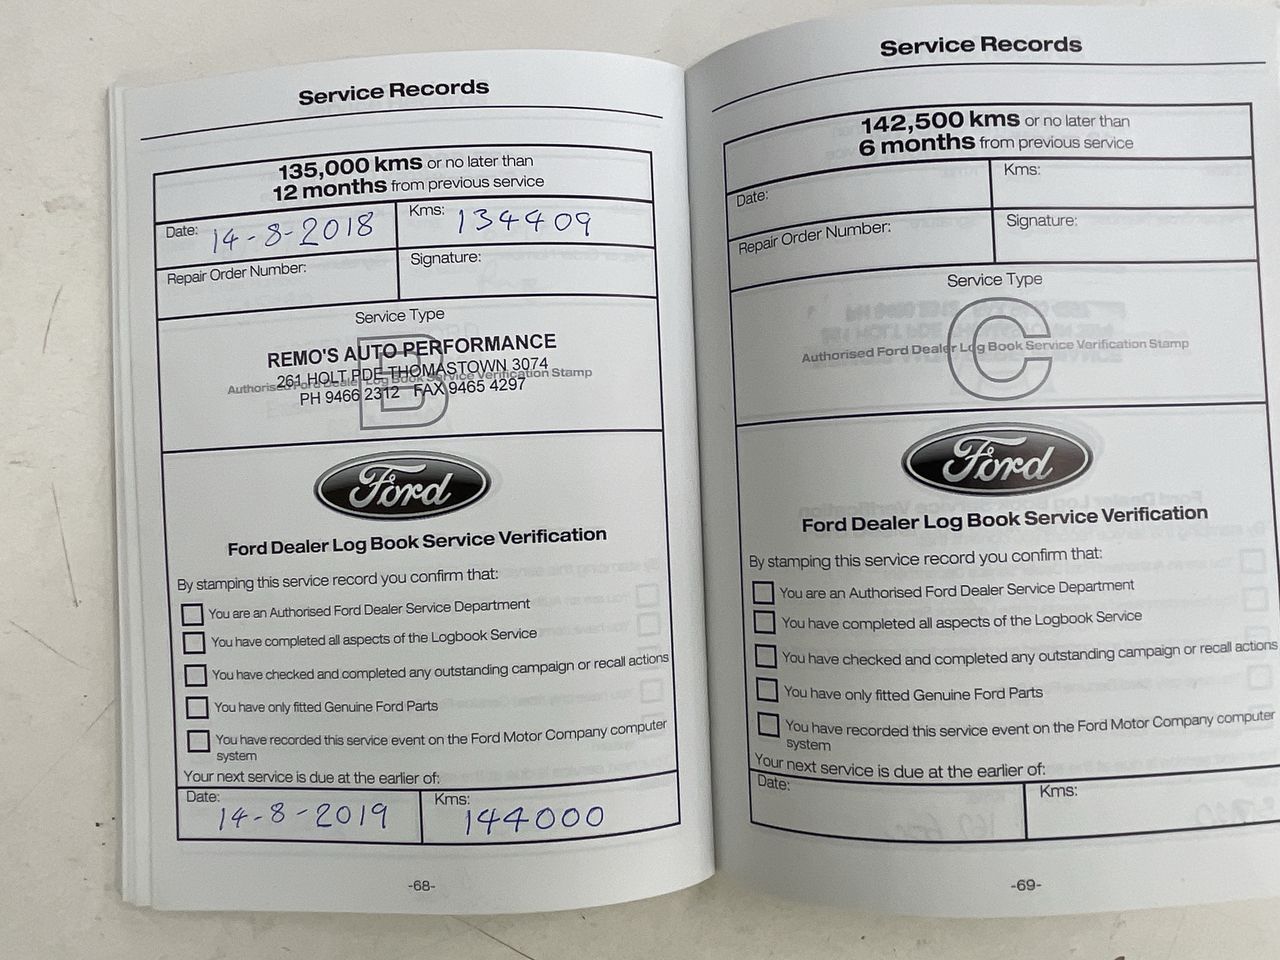 Service Records
135,000 kms or no later than
12 months from previous service
Date: 14-8-2018
Kms: 134409
Repair Order Number:
Signature:
Service Type
B
REMO'S AUTO PERFORMANCE
261 HOLT PDE THOMASTOWN 3074
Authorised Ford Dealer Log Book Service Verification Stamp
PH 9466 2312 FAX 9465 4297
Ford
Ford Dealer Log Book Service Verification
By stamping this service record you confirm that:
You are an Authorised Ford Dealer Service Department
You have completed all aspects of the Logbook Service
You have checked and completed any outstanding campaign or recall actions
You have only fitted Genuine Ford Parts
You have recorded this service event on the Ford Motor Company computer
system
Your next service is due at the earlier of:
Date: 14-8-2019
Kms: 144000
-68-
Service Records
142,500 kms or no later than
6 months from previous service
Date:
Kms:
Repair Order Number:
Signature:
Service Type
C
Authorised Ford Dealer Log Book Service Verification Stamp
Ford
Ford Dealer Log Book Service Verification
By stamping this service record you confirm that:
You are an Authorised Ford Dealer Service Department
You have completed all aspects of the Logbook Service
You have checked and completed any outstanding campaign or recall actions
You have only fitted Genuine Ford Parts
You have recorded this service event on the Ford Motor Company computer
system
Your next service is due at the earlier of:
Date:
Kms:
-69-